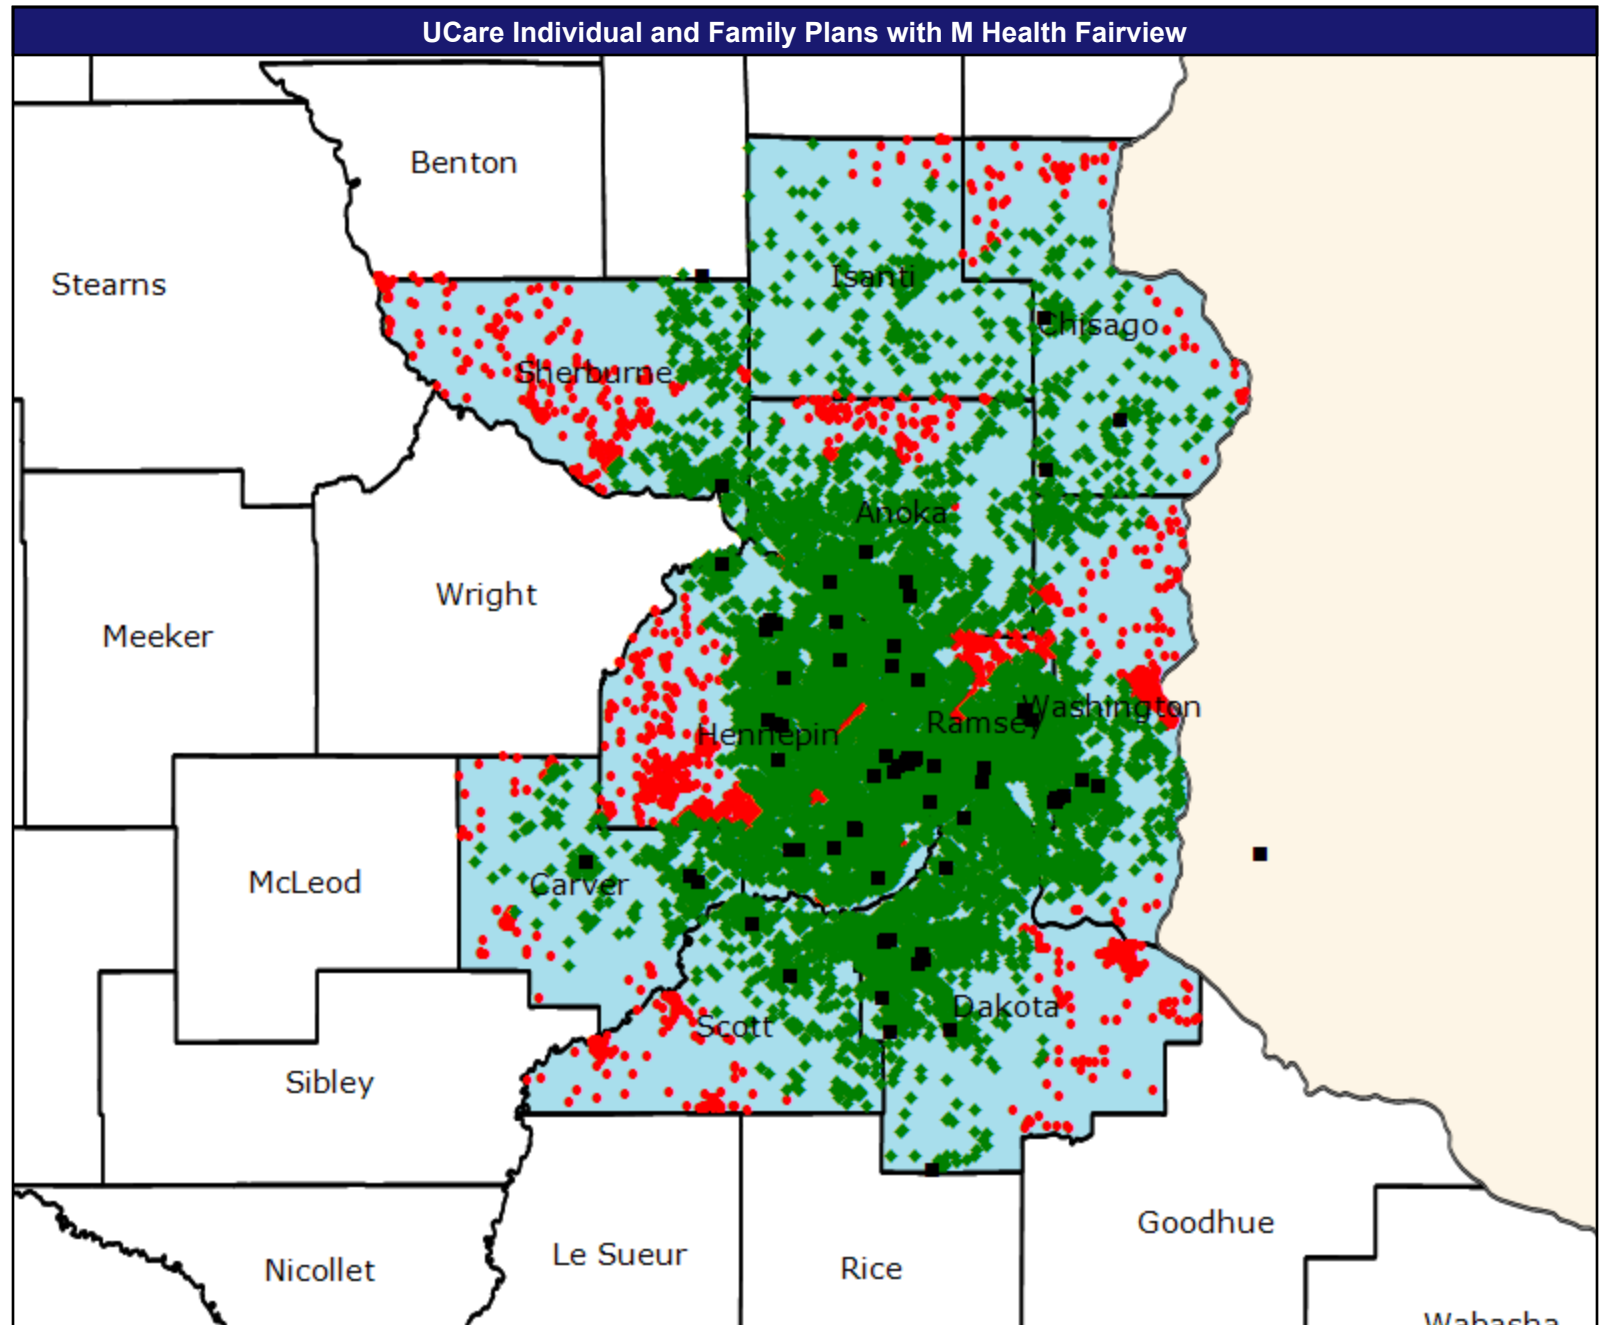 UCare Individual and Family Plans with M Health Fairview
Benton
Stearns
Isanti
Chisago
Sherburne
Anoka
Wright
Meeker
Washington
Ramsey
Hennepin
McLeod
Carver
Dakota
Scott
Sibley
Goodhue
Le Sueur
Rice
Nicollet
Wabasha